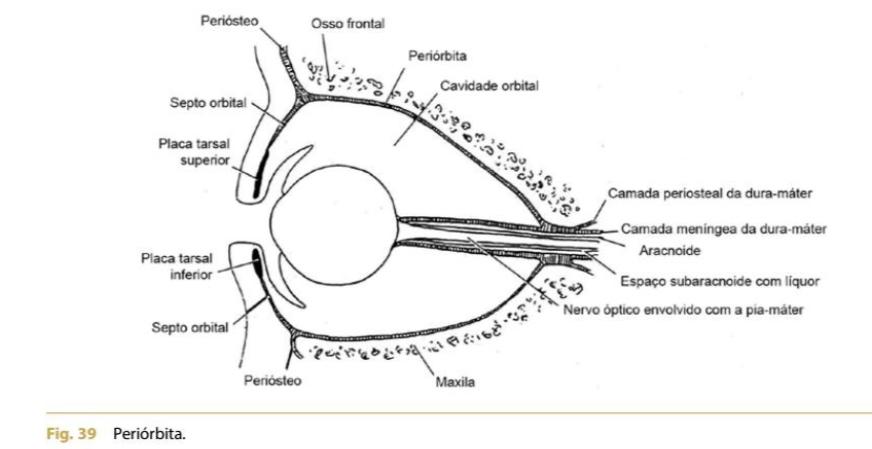 Periósteo
Osso frontal
Periórbita
Cavidade orbital
Septo orbital
Placa tarsal
superior
Camada periosteal da dura-máter
Camada meníngea da dura-máter
Aracnoide
Placa tarsal
inferior
Espaço subaracnoide com líquor
Nervo óptico envolvido com a pia-máter
Septo orbital
Periósteo
Maxila
Fig. 39 Periórbita.